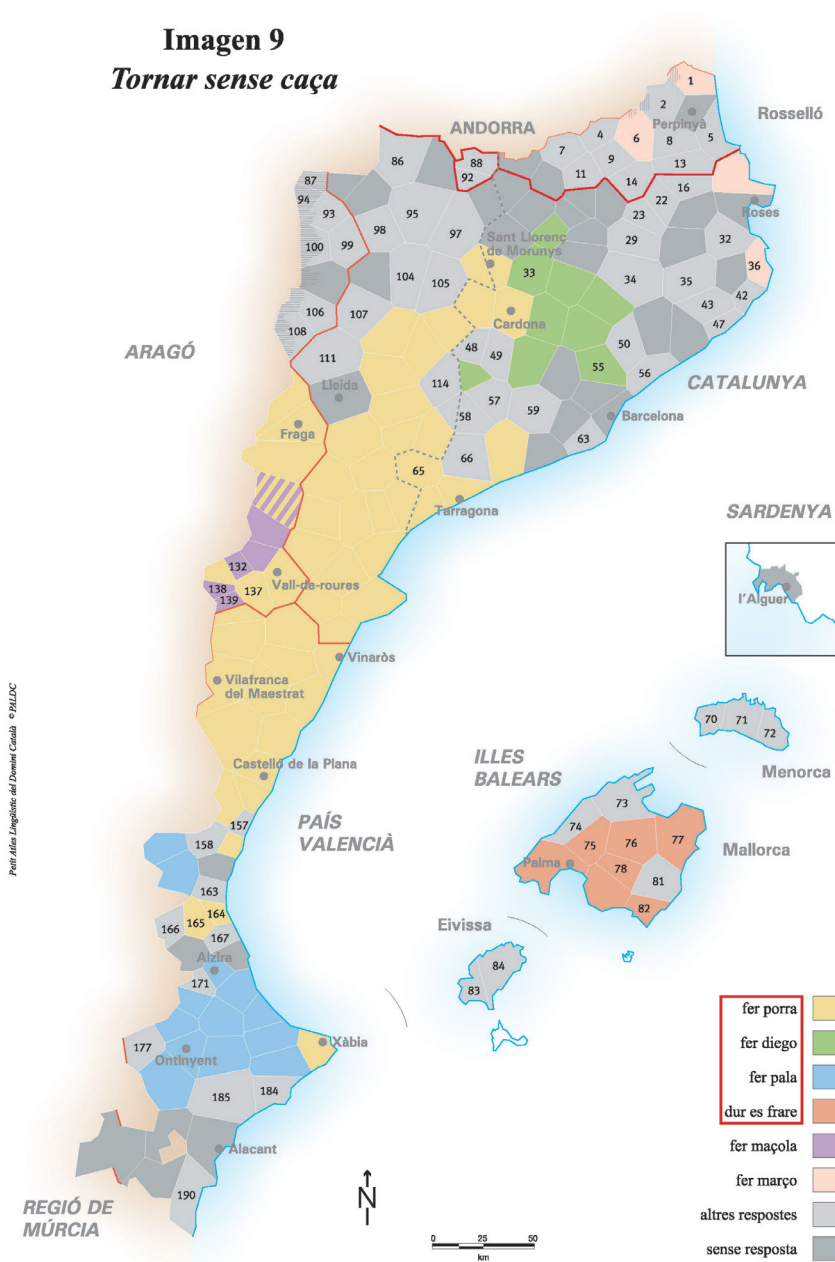 Imagen 9
Tornar sense caça
1
2
Rosselló
Perpinyà
ANDORRA
4
6
8
5
7
9
13
86
88
92
11
14
16
87
22
94
93
95
Roses
23
98
97
Sant Llorenç
de Morunys
29
32
100
99
33
36
104
105
34
35
42
106
107
Cardona
43
108
47
ARAGÓ
111
48
49
50
55
56
CATALUNYA
Lleida
114
57
Barcelona
Fraga
58
59
63
66
65
Tarragona
SARDENYA
132
Vall-de-roures
l'Alguer
138
137
139
Vinaròs
Vilafranca
del Maestrat
70
71
72
Menorca
ILLES
BALEARS
Castelló de la Plana
73
157
PAÍS
VALENCIÀ
74
75
76
77
Mallorca
158
Palma
78
81
163
82
164
165
166
167
Eivissa
84
83
Alzira
171
177
Xàbia
Ontinyent
185
184
Alacant
190
REGIÓ DE
MÚRCIA
N
0 25 50
km
fer porra
fer diego
fer pala
dur es frare
fer maçola
fer març̧o
altres respostes
sense resposta
Petit Atles Lingüístic del Domini Català © PALDC